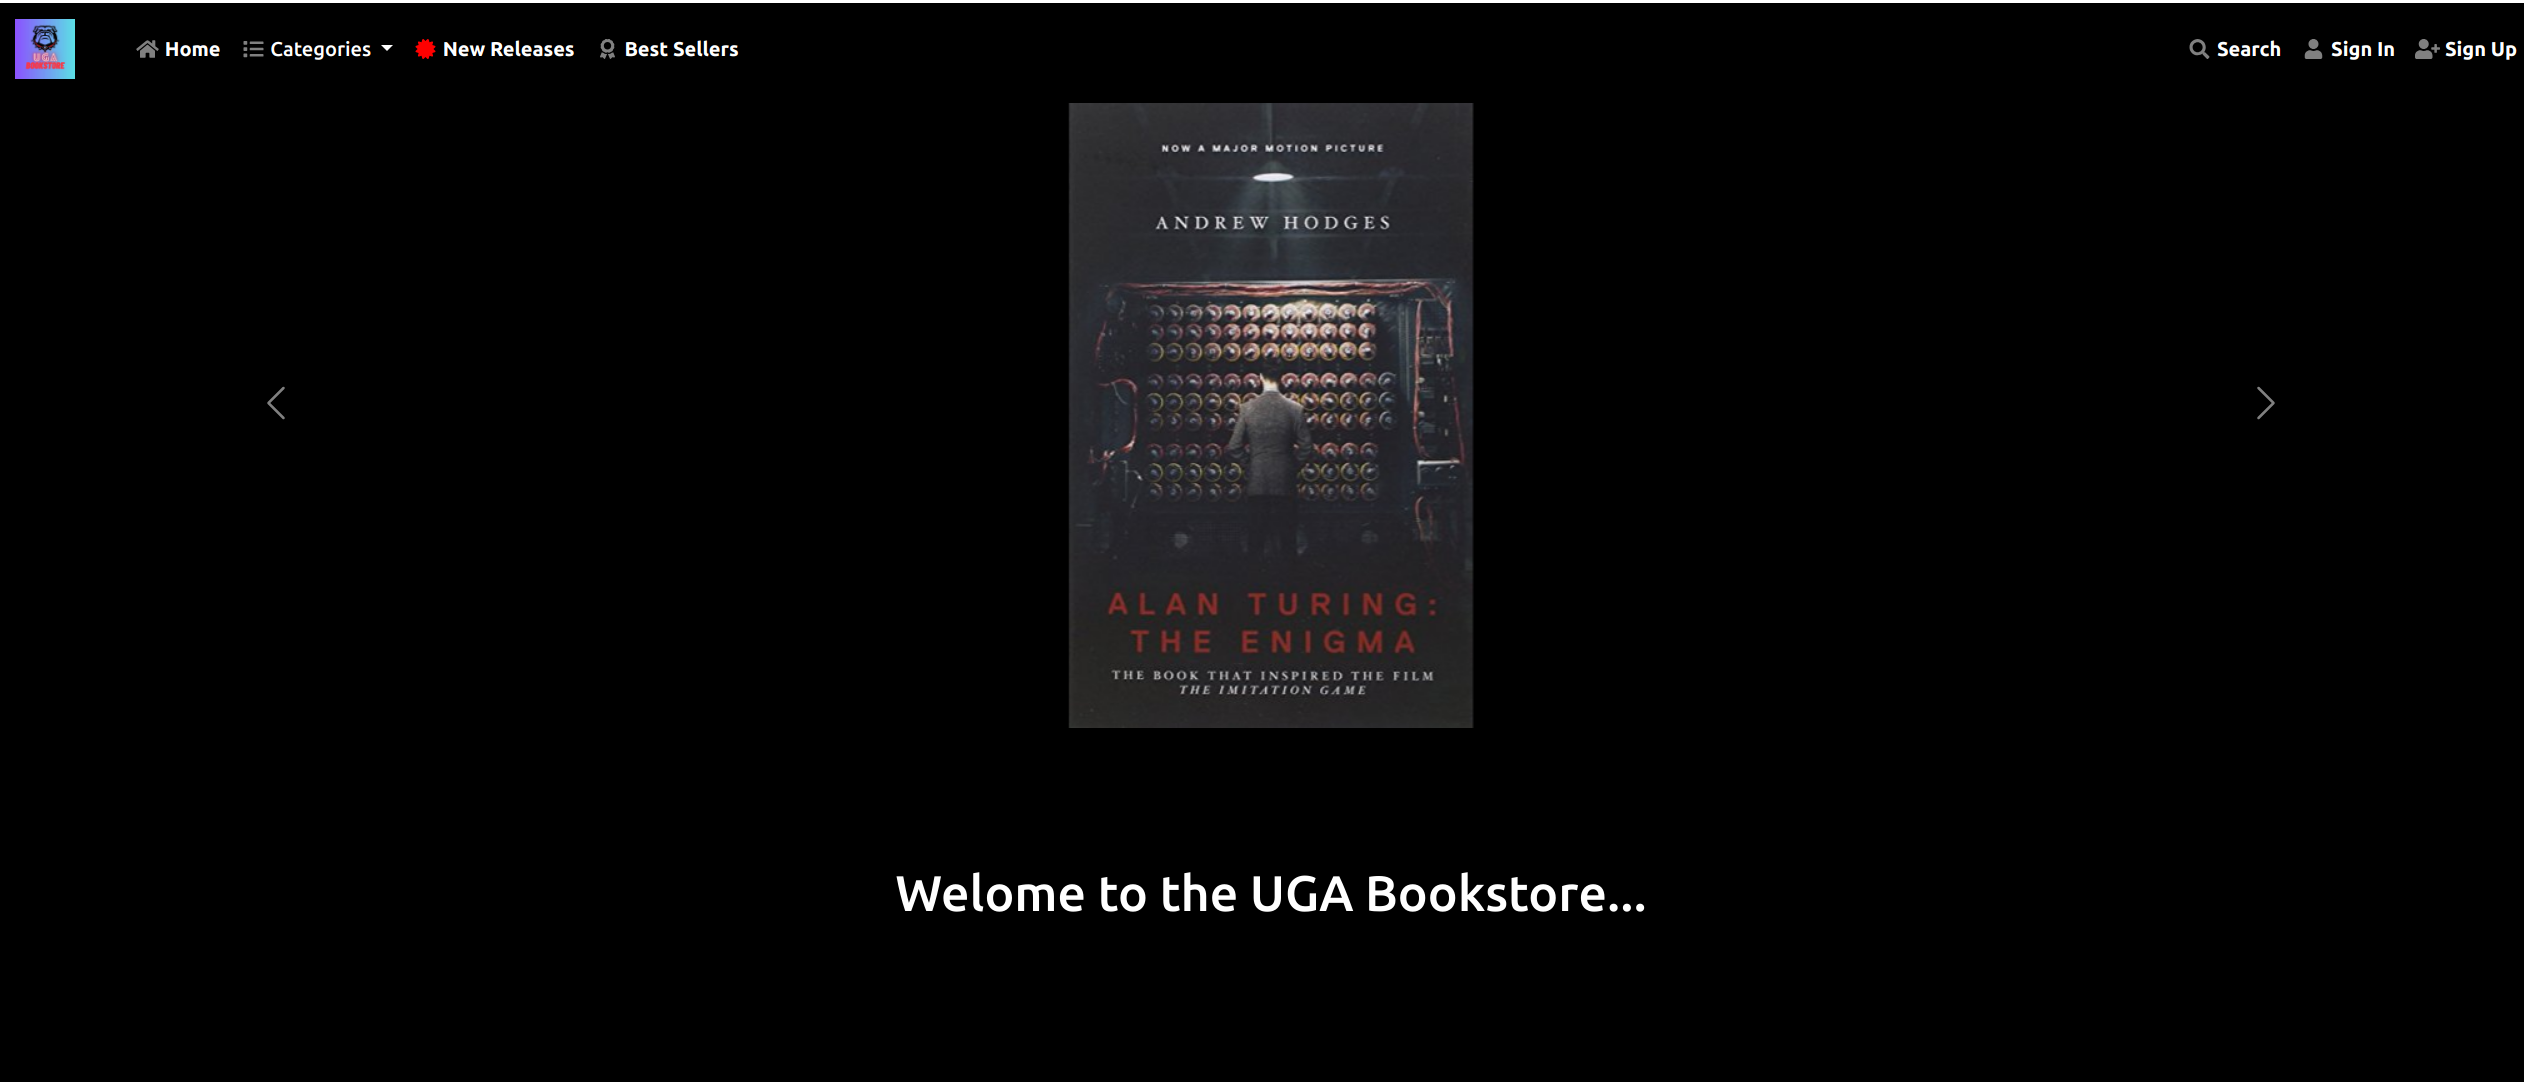 UGA
BOOKSTORE
Home
Categories
New Releases
Best Sellers
Search
Sign In
Sign Up
NOW A MAJOR MOTION PICTURE
ANDREW HODGES
ALAN TURING:
THE ENIGMA
THE BOOK THAT INSPIRED THE FILM
THE IMITATION GAME
Welome to the UGA Bookstore...